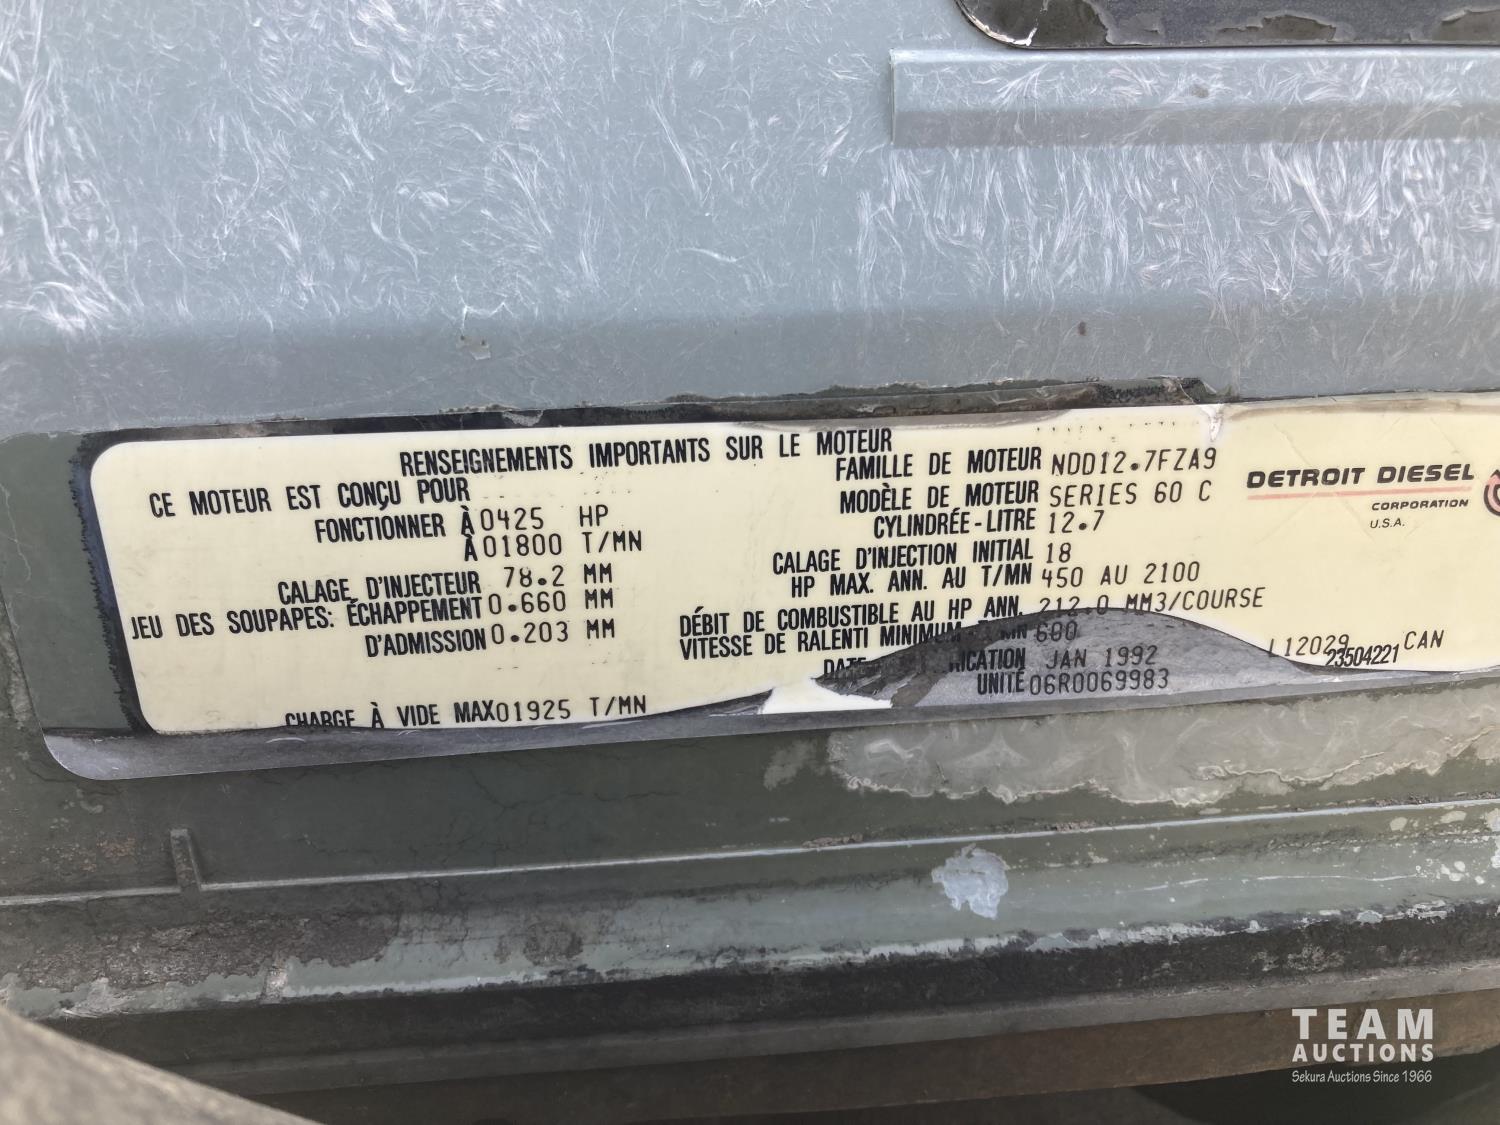 RENSEIGNEMENTS IMPORTANTS SUR LE MOTEUR
CE MOTEUR EST CONÇU POUR
FONCTIONNER À 0425 HP
À 01800 T/MN
CALAGE D'INJECTEUR 78.2 MM
JEU DES SOUPAPES: ÉCHAPPEMENT 0.660 MM
D'ADMISSION 0.203 MM
CHARGE À VIDE MAX 01925 T/MN
FAMILLE DE MOTEUR NDD12.7FZA9
MODÈLE DE MOTEUR SERIES 60 C
CYLINDRÉE-LITRE 12.7
CALAGE D'INJECTION INITIAL 18
HP MAX. ANN. AU T/MN 450 AU 2100
DÉBIT DE COMBUSTIBLE AU HP ANN. 212.0 MM3/COURSE
VITESSE DE RALENTI MINIMUM 600
DATE JAN 1992
UNITÉ 06R0069983
DETROIT DIESEL
CORPORATION
U.S.A.
L12029 CAN
23504221
TEAM
AUCTIONS
Sekura Auctions Since 1966